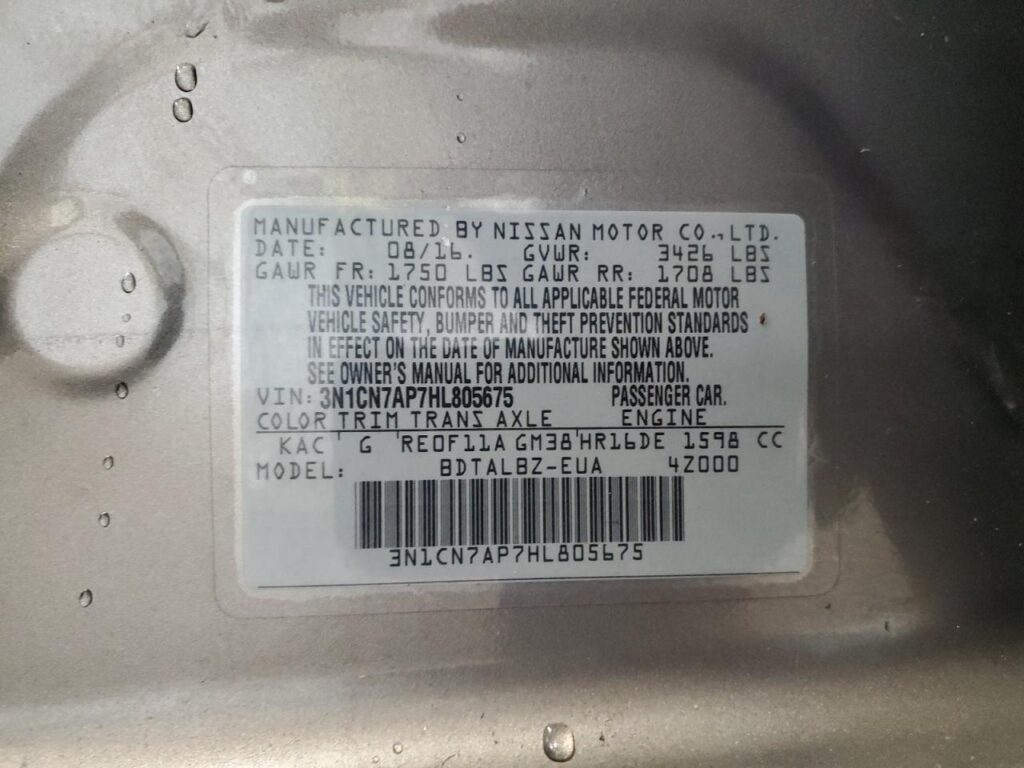 MANUFACTURED BY NISSAN MOTOR CO.,LTD.
DATE: 08/16. GVWR: 3426 LBS
GAWR FR: 1750 LBS GAWR RR: 1708 LBS
THIS VEHICLE CONFORMS TO ALL APPLICABLE FEDERAL MOTOR
VEHICLE SAFETY, BUMPER AND THEFT PREVENTION STANDARDS
IN EFFECT ON THE DATE OF MANUFACTURE SHOWN ABOVE.
SEE OWNER'S MANUAL FOR ADDITIONAL INFORMATION.
VIN: 3N1CN7AP7HL805675 PASSENGER CAR.
COLOR TRIM TRANS AXLE ENGINE
KAC ' G ' RE0F11A GM38 ' HR16DE 1598 CC
MODEL: BDTALBZ-EUA 4Z000
3N1CN7AP7HL805675